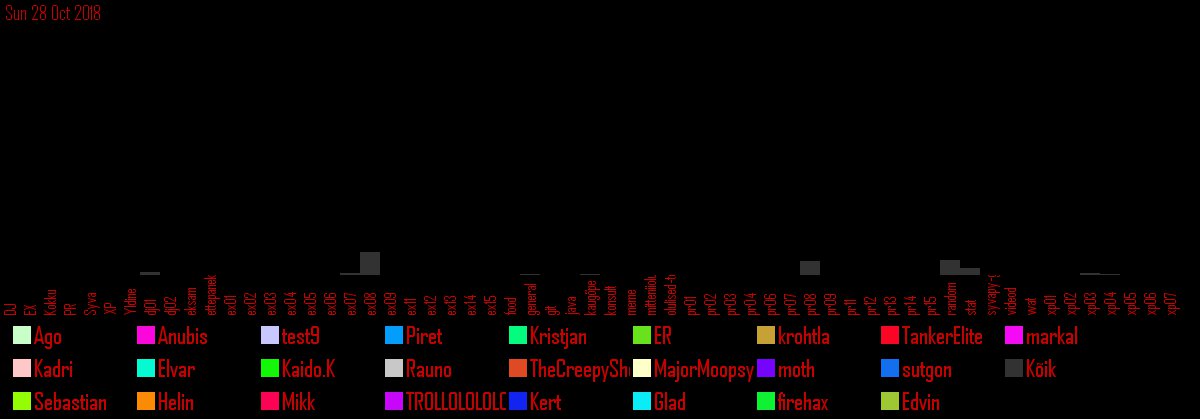 Sun 28 Oct 2018
DJ EX Kokku PR Syva XP Yldine dj01 dj02 eksam ettepanek ex01 ex02 ex03 ex04 ex05 ex06 ex07 ex08 ex09 ex11 ex12 ex13 ex14 ex15 food general git java kaugõpe konsult meme mitteniloli olulised-t pr01 pr02 pr03 pr04 pr06 pr07 pr08 pr09 pr11 pr12 pr13 pr14 pr15 random stat syvapy-t videod wat xp01 xp02 xp03 xp04 xp05 xp06 xp07
Ago Anubis test9 Piret Kristjan ER krohtla TankerElite markal
Kadri Elvar Kaido.K Rauno TheCreepySh MajorMoopsy moth sutgon Kõik
Sebastian Helin Mikk TROLLOLOLOLO Kert Glad firehax Edvin